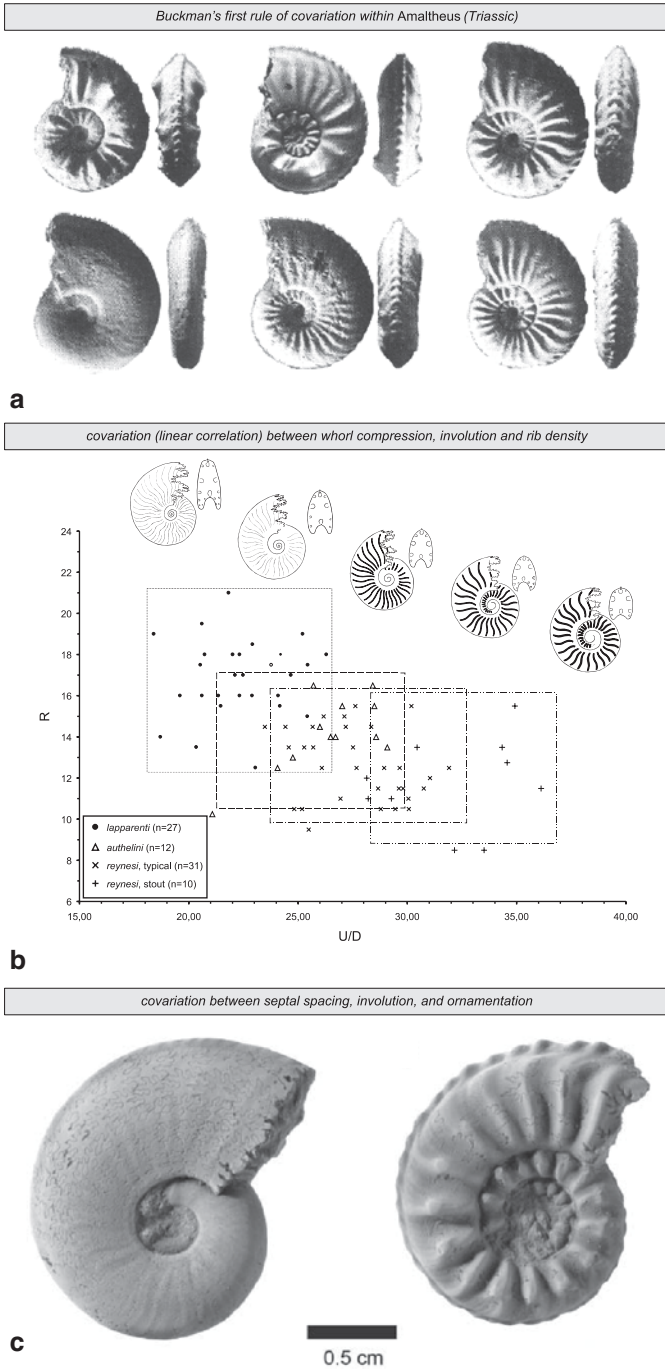 Buckman's first rule of covariation within Amaltheus (Triassic)
a
covariation (linear correlation) between whorl compression, involution and rib density
24
22
20
18
16
14
12
10
8
6
R
lapparenti (n=27)
authelini (n=12)
reynesi, typical (n=31)
reynesi, stout (n=10)
15,00 20,00 25,00 30,00 35,00 40,00
U/D
b
covariation between septal spacing, involution, and ornamentation
c
0.5 cm